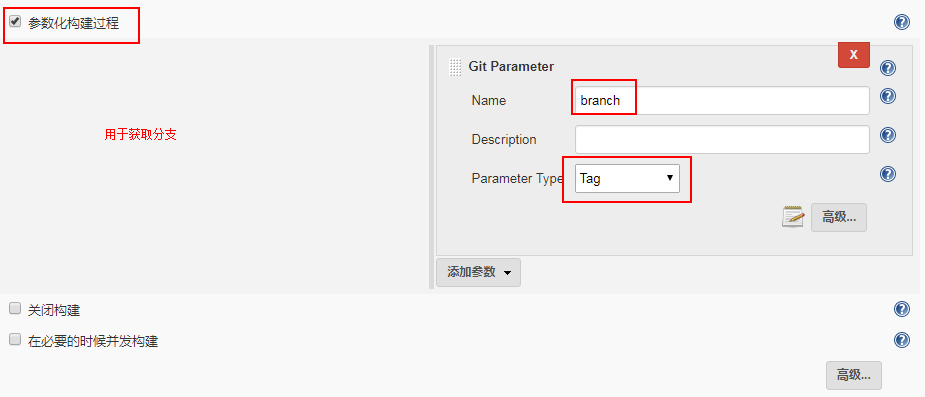 参数化构建过程
X
Git Parameter
Name
branch
用于获取分支
Description
Parameter Type
Tag
高级...
添加参数
关闭构建
在必要的时候并发构建
高级...